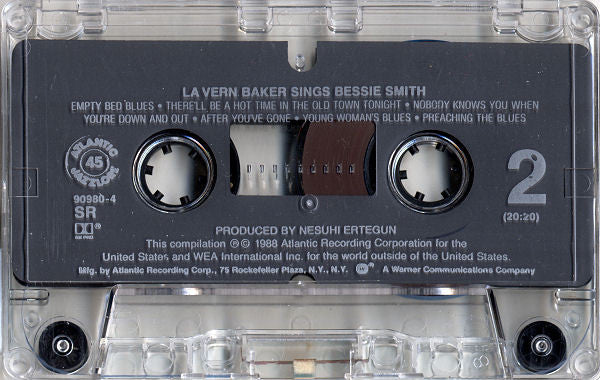 LA VERN BAKER SINGS BESSIE SMITH
EMPTY BED BLUES • THERE'LL BE A HOT TIME IN THE OLD TOWN TONIGHT • NOBODY KNOWS YOU WHEN
YOU'RE DOWN AND OUT • AFTER YOU'VE GONE • YOUNG WOMAN'S BLUES • PREACHING THE BLUES
ATLANTIC
45
JAZZLORE
90980-4
SR
2
(20:20)
PRODUCED BY NESUHI ERTEGUN
This compilation ℗ © 1988 Atlantic Recording Corporation for the
United States and WEA International Inc. for the world outside of the United States.
Mfg. by Atlantic Recording Corp., 75 Rockefeller Plaza, N.Y., N.Y. ® A Warner Communications Company